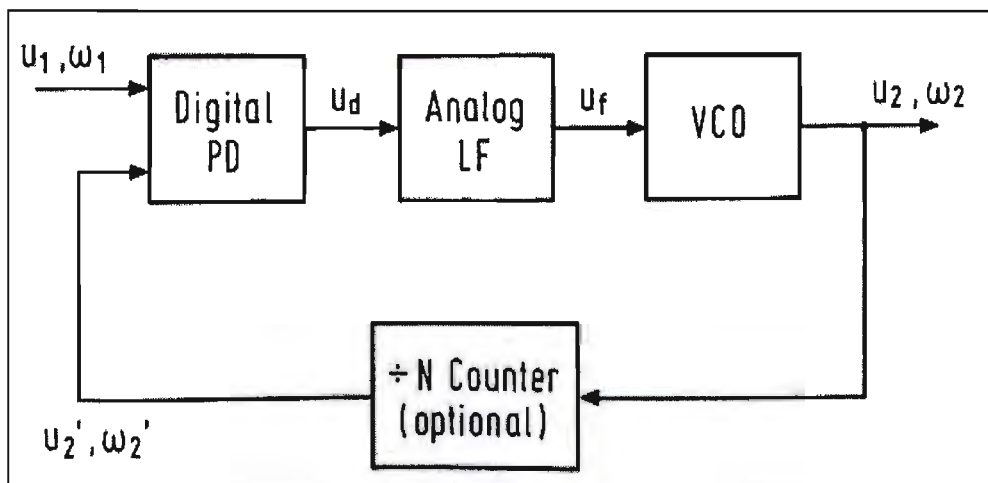 u1, ω1
Digital
PD
ud
Analog
LF
uf
VCO
u2, ω2
÷N Counter
(optional)
u2', ω2'